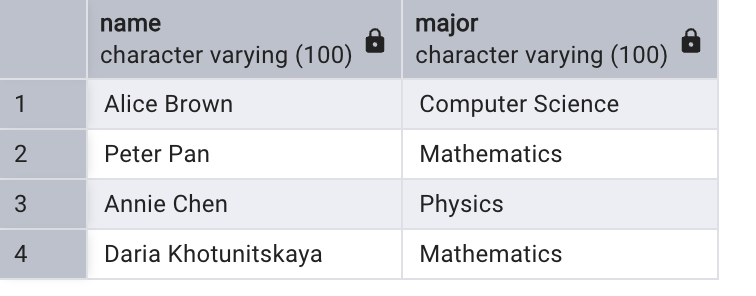 name major
character varying (100) character varying (100)
1 Alice Brown Computer Science
2 Peter Pan Mathematics
3 Annie Chen Physics
4 Daria Khotunitskaya Mathematics